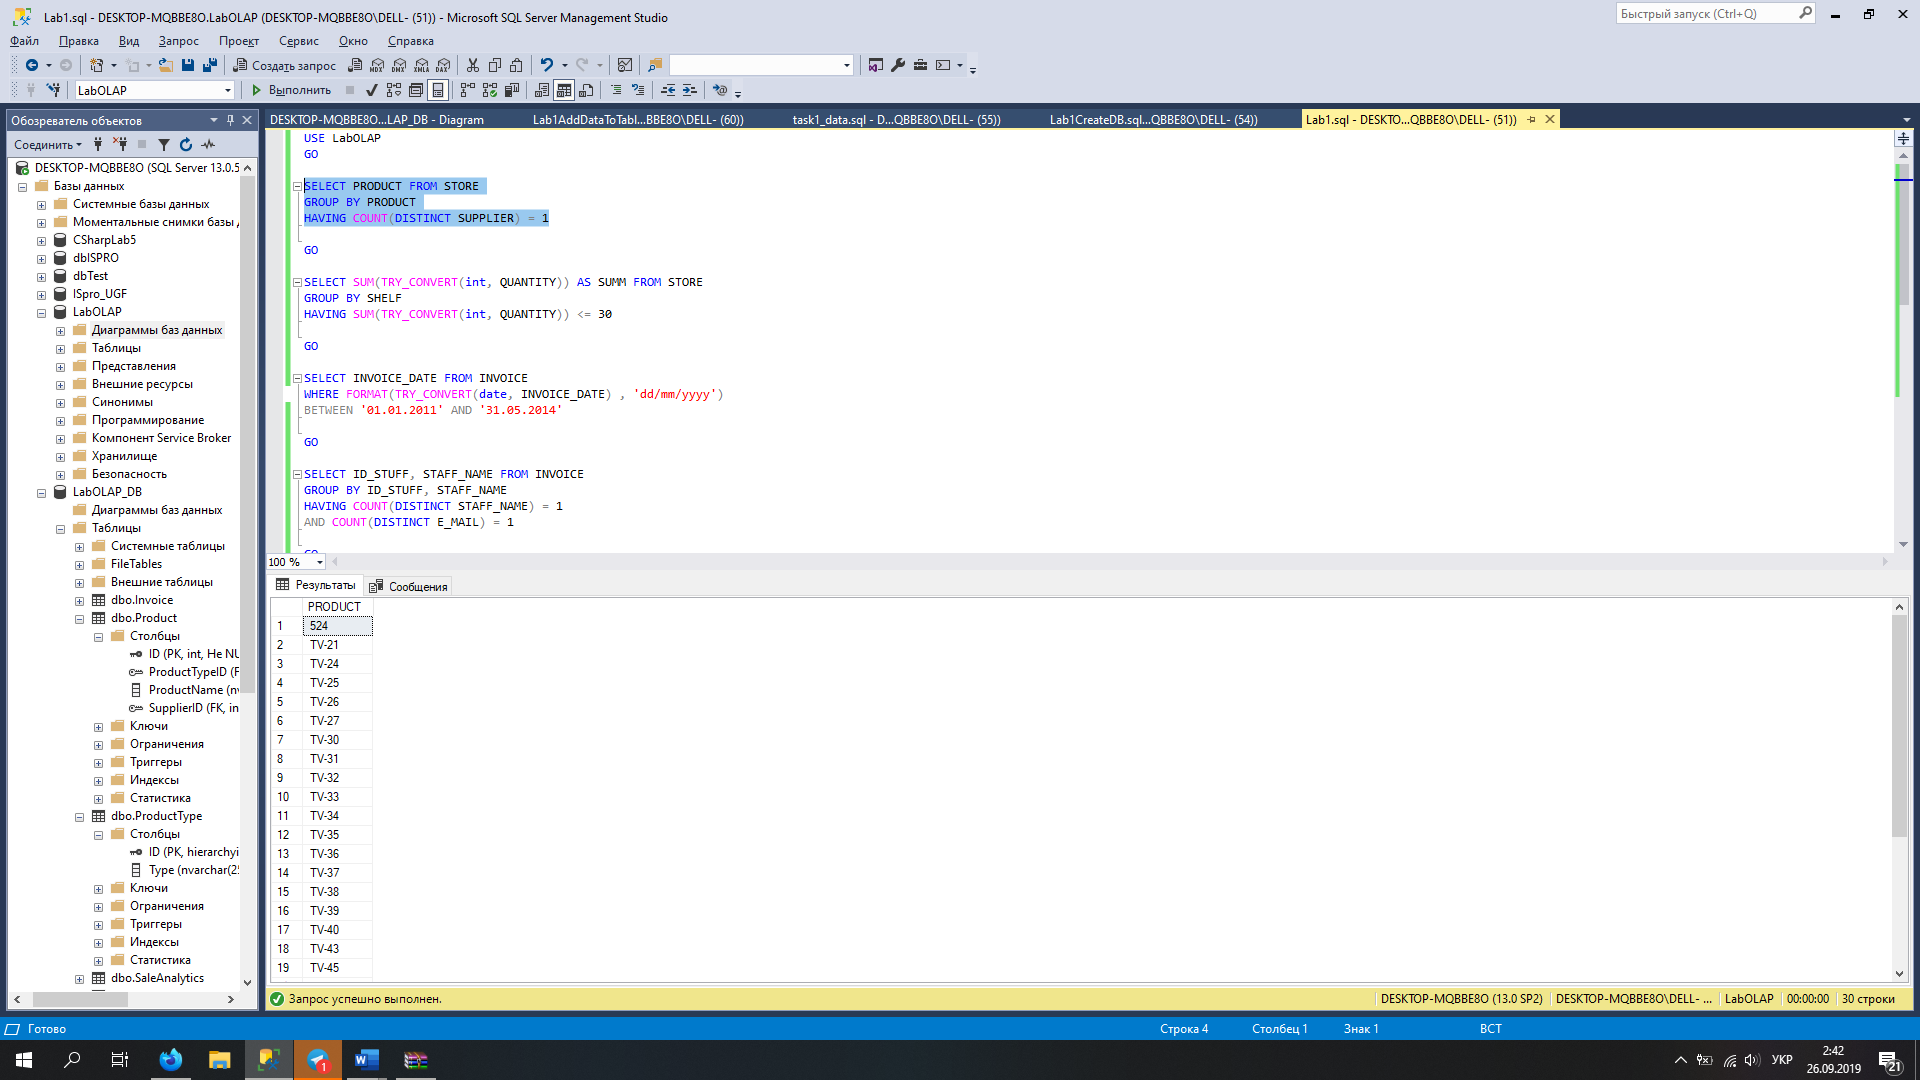 Lab1.sql - DESKTOP-MQBBE8O.LabOLAP (DESKTOP-MQBBE8O\DELL- (51)) - Microsoft SQL Server Management Studio
Быстрый запуск (Ctrl+Q)
Файл Правка Вид Запрос Проект Сервис Окно Справка
Создать запрос
LabOLAP Выполнить
Обозреватель объектов
Соединить
DESKTOP-MQBBE8O (SQL Server 13.0.5
Базы данных
Системные базы данных
Моментальные снимки базы
CSharpLab5
dbISPRO
dbTest
ISpro_UGF
LabOLAP
Диаграммы баз данных
Таблицы
Представления
Внешние ресурсы
Синонимы
Программирование
Компонент Service Broker
Хранилище
Безопасность
LabOLAP_DB
Диаграммы баз данных
Таблицы
Системные таблицы
FileTables
Внешние таблицы
dbo.Invoice
dbo.Product
Столбцы
ID (PK, int, Не NU
ProductTypeID (F
ProductName (nv
SupplierID (FK, in
Ключи
Ограничения
Триггеры
Индексы
Статистика
dbo.ProductType
Столбцы
ID (PK, hierarchyi
Type (nvarchar(25
Ключи
Ограничения
Триггеры
Индексы
Статистика
dbo.SaleAnalytics
DESKTOP-MQBBE8O...LAP_DB - Diagram Lab1AddDataToTabl...BBE8O\DELL- (60)) task1_data.sql - D...QBBE8O\DELL- (55)) Lab1CreateDB.sql...QBBE8O\DELL- (54)) Lab1.sql - DESKTO...QBBE8O\DELL- (51))
USE LabOLAP
GO
SELECT PRODUCT FROM STORE
GROUP BY PRODUCT
HAVING COUNT(DISTINCT SUPPLIER) = 1
GO
SELECT SUM(TRY_CONVERT(int, QUANTITY)) AS SUMM FROM STORE
GROUP BY SHELF
HAVING SUM(TRY_CONVERT(int, QUANTITY)) <= 30
GO
SELECT INVOICE_DATE FROM INVOICE
WHERE FORMAT(TRY_CONVERT(date, INVOICE_DATE) , 'dd/mm/yyyy')
BETWEEN '01.01.2011' AND '31.05.2014'
GO
SELECT ID_STUFF, STAFF_NAME FROM INVOICE
GROUP BY ID_STUFF, STAFF_NAME
HAVING COUNT(DISTINCT STAFF_NAME) = 1
AND COUNT(DISTINCT E_MAIL) = 1
GO
100 %
Результаты Сообщения
PRODUCT
1 524
2 TV-21
3 TV-24
4 TV-25
5 TV-26
6 TV-27
7 TV-30
8 TV-31
9 TV-32
10 TV-33
11 TV-34
12 TV-35
13 TV-36
14 TV-37
15 TV-38
16 TV-39
17 TV-40
18 TV-43
19 TV-45
Запрос успешно выполнен. DESKTOP-MQBBE8O (13.0 SP2) DESKTOP-MQBBE8O\DELL- ... LabOLAP 00:00:00 30 строки
Готово Строка 4 Столбец 1 Знак 1 ВСТ
1
УКР
2:42
26.09.2019
21